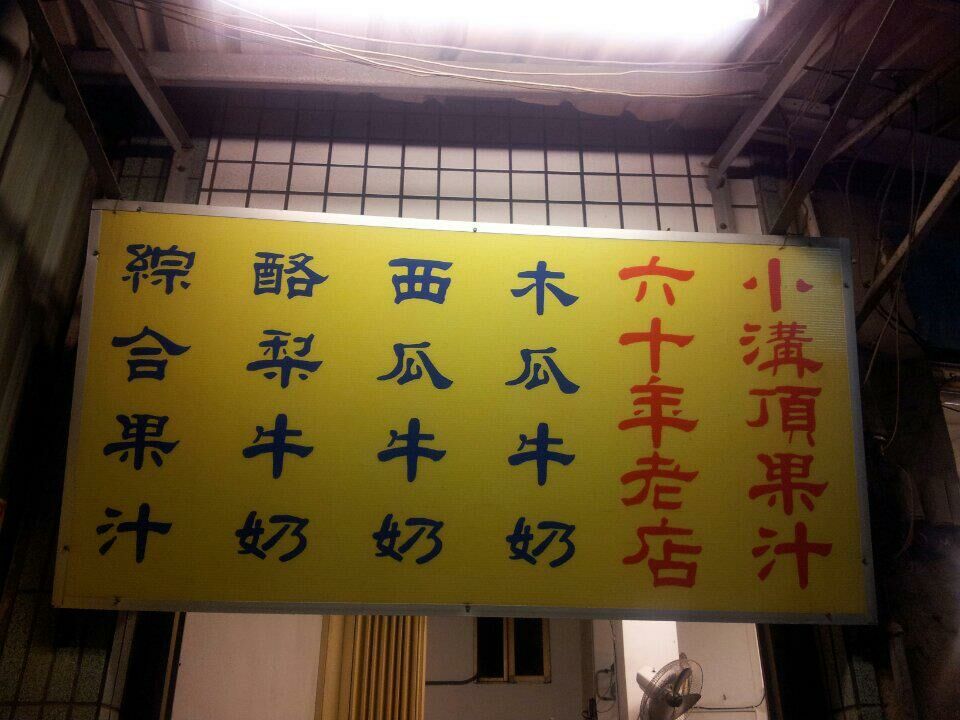 小溝頂果汁
六十年老店
木瓜牛奶
西瓜牛奶
酪梨牛奶
綜合果汁